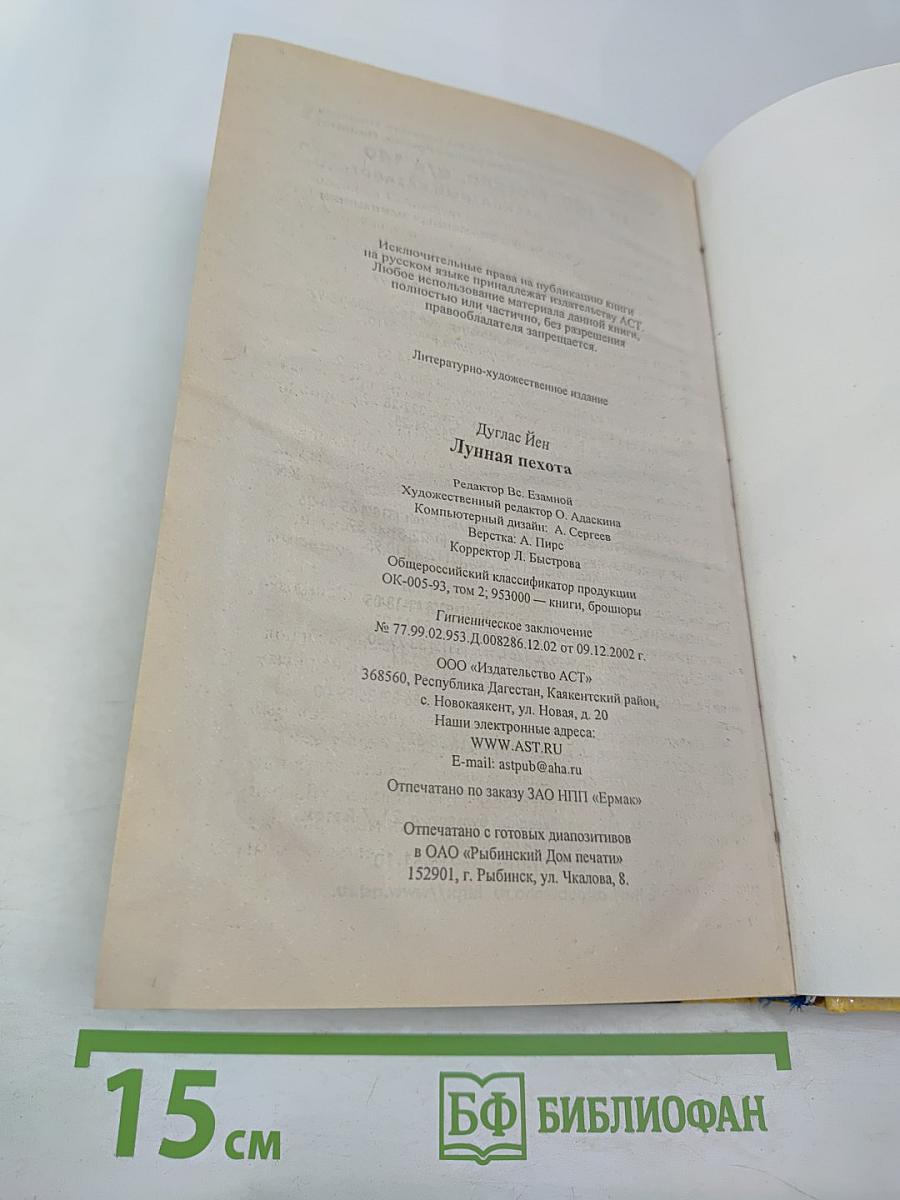 Исключительные права на публикацию книги
на русском языке принадлежат издательству АСТ.
Любое использование материала данной книги,
полностью или частично, без разрешения
правообладателя запрещается.
Литературно-художественное издание
Дуглас Йен
Лунная пехота
Редактор Вс. Езамной
Художественный редактор О. Адаскина
Компьютерный дизайн: А. Сергеев
Верстка: А. Пирс
Корректор Л. Быстрова
Общероссийский классификатор продукции
ОК-005-93, том 2; 953000 — книги, брошюры
Гигиеническое заключение
№ 77.99.02.953.Д.008286.12.02 от 09.12.2002 г.
ООО «Издательство АСТ»
368560, Республика Дагестан, Каякентский район,
с. Новокаякент, ул. Новая, д. 20
Наши электронные адреса:
WWW.AST.RU
E-mail: astpub@aha.ru
Отпечатано по заказу ЗАО НПП «Ермак»
Отпечатано с готовых диапозитивов
в ОАО «Рыбинский Дом печати»
152901, г. Рыбинск, ул. Чкалова, 8.
15 см
БФ БИБЛИОФАН